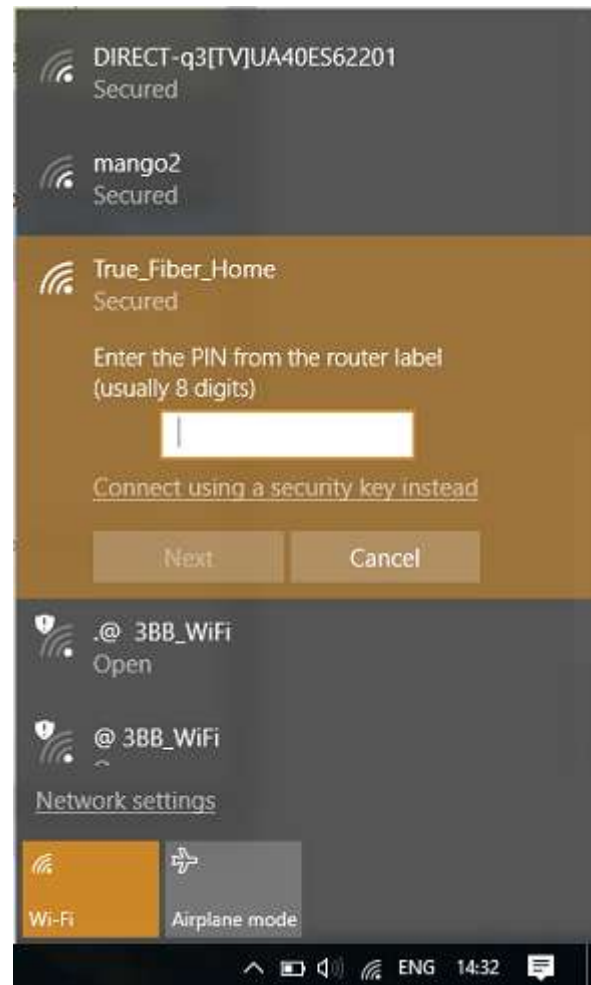 DIRECT-q3[TV]UA40ES62201
Secured
mango2
Secured
True_Fiber_Home
Secured
Enter the PIN from the router label
(usually 8 digits)
Connect using a security key instead
Next
Cancel
.@ 3BB_WiFi
Open
@ 3BB_WiFi
Network settings
Wi-Fi
Airplane mode
ENG
14:32